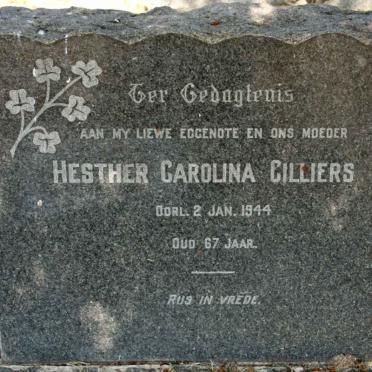 Ter Gedagtenis
AAN MY LIEWE EGGENOTE EN ONS MOEDER
HESTHER CAROLINA CILLIERS
OORL. 2 JAN. 1944
OUD 67 JAAR.
RUS IN VREDE.